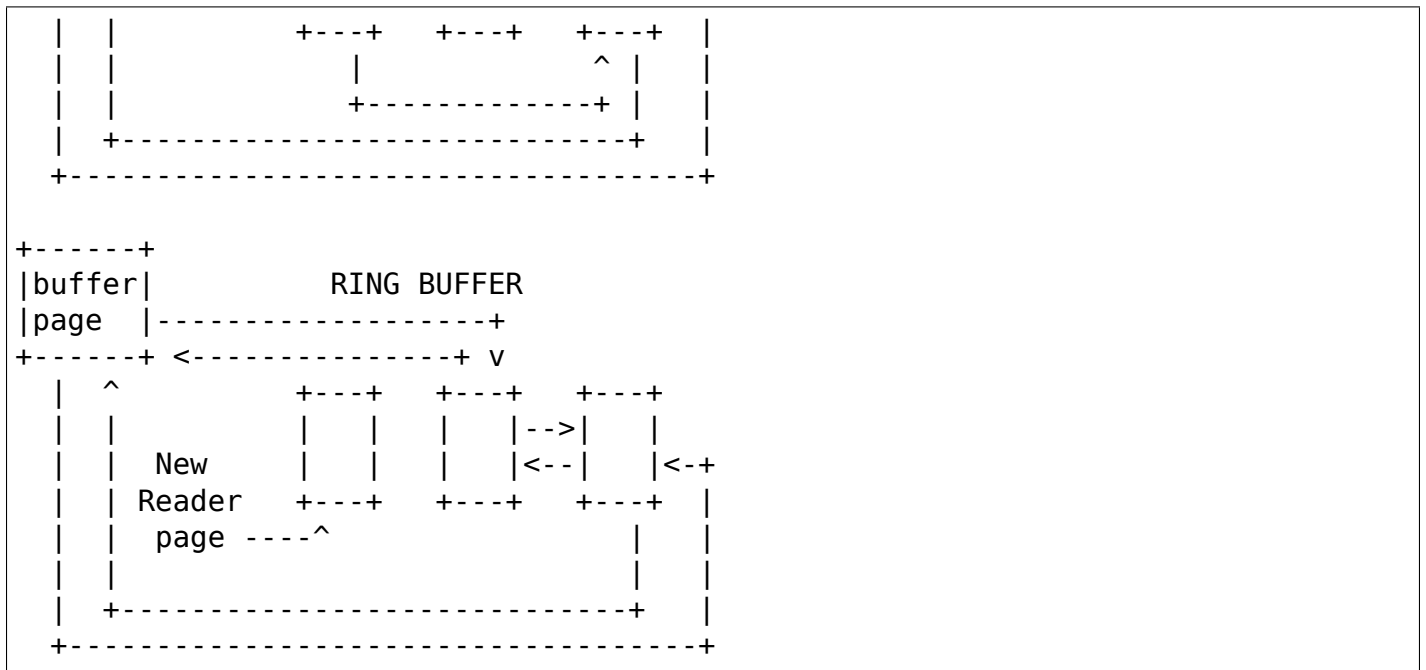 |  |          +---+   +---+   +---+  |
  |  |             |             ^ |   |
  |  |             +-------------+ |   |
  |  +-----------------------------+   |
  +------------------------------------+

+------+
|buffer|          RING BUFFER
|page  |-------------------+
+------+ <---------------+ v
  |  ^          +---+   +---+   +---+
  |  |          |   |   |   |-->|   |
  |  |  New     |   |   |   |<--|   |<-+
  |  | Reader   +---+   +---+   +---+  |
  |  |  page ----^                 |   |
  |  |                             |   |
  |  +-----------------------------+   |
  +------------------------------------+